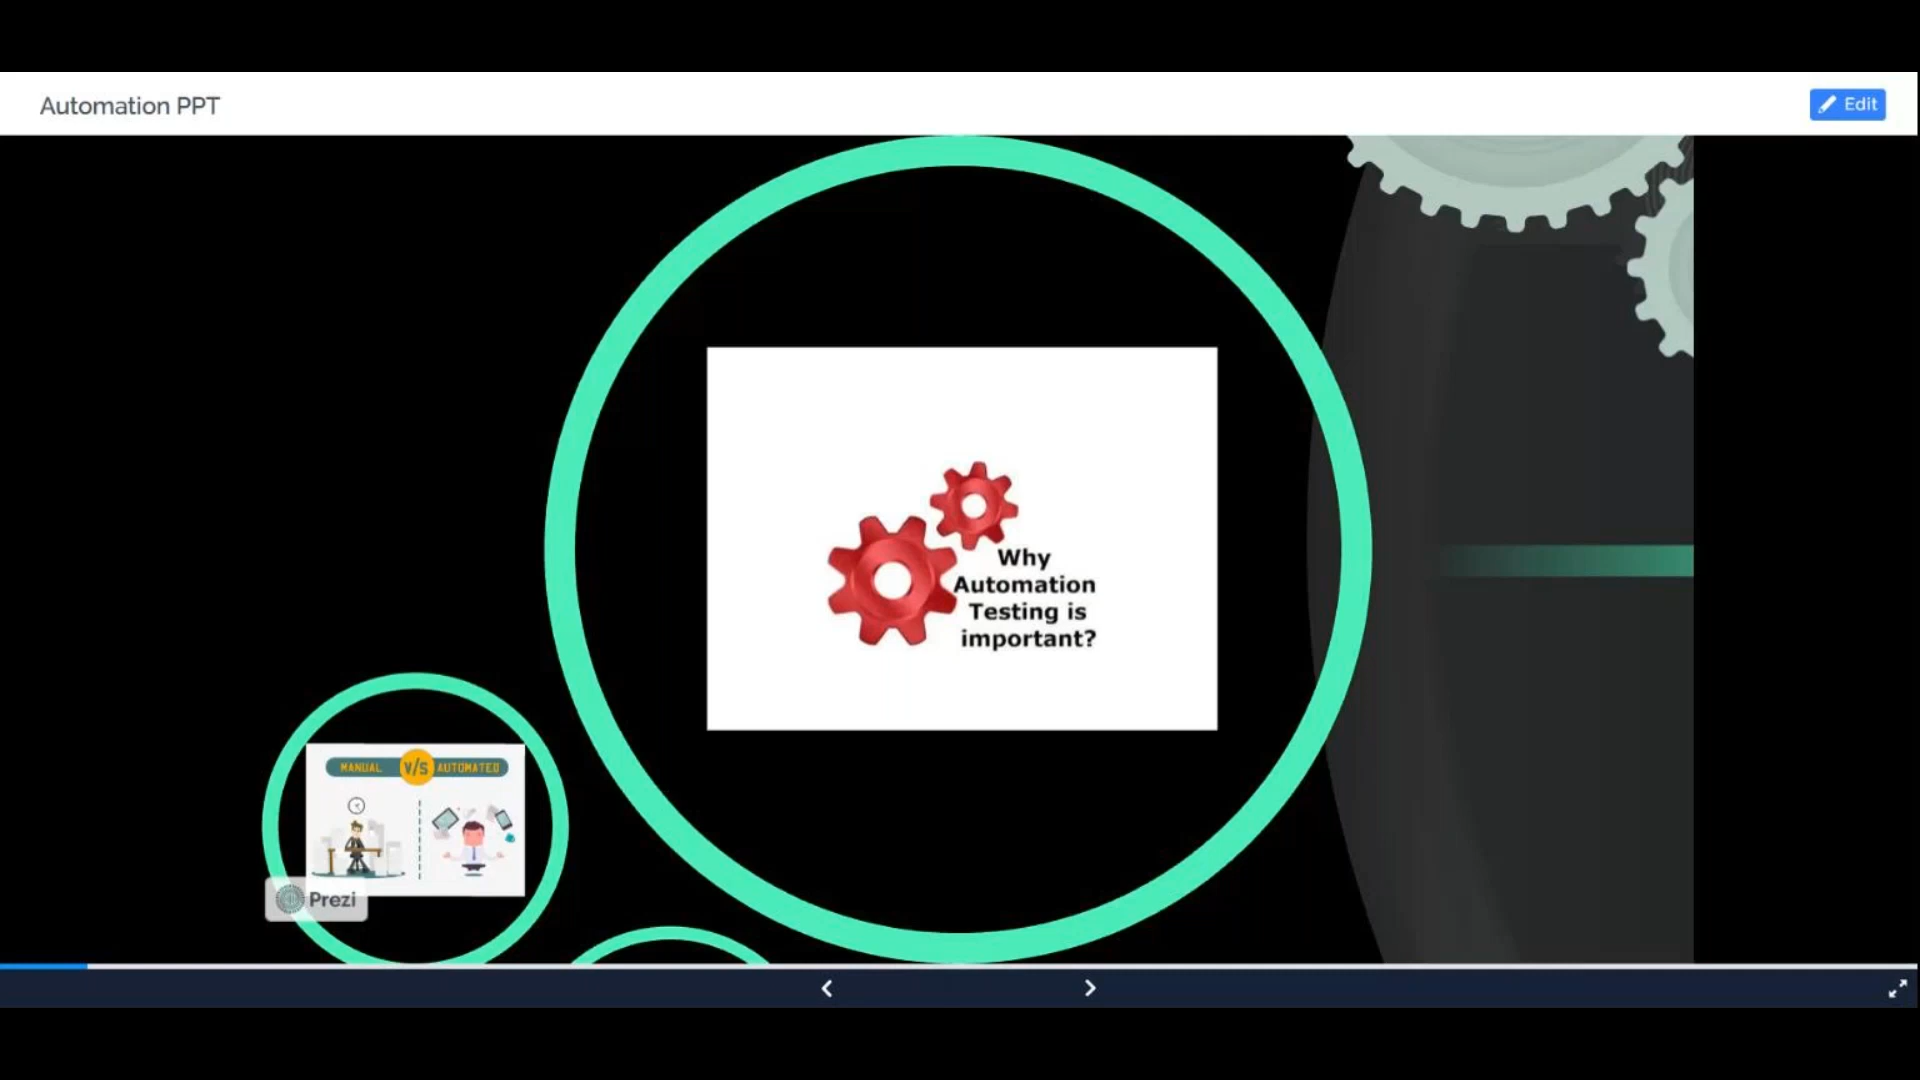 Automation PPT
Edit
Why
Automation
Testing is
important?
MANUAL V/S AUTOMATED
Prezi